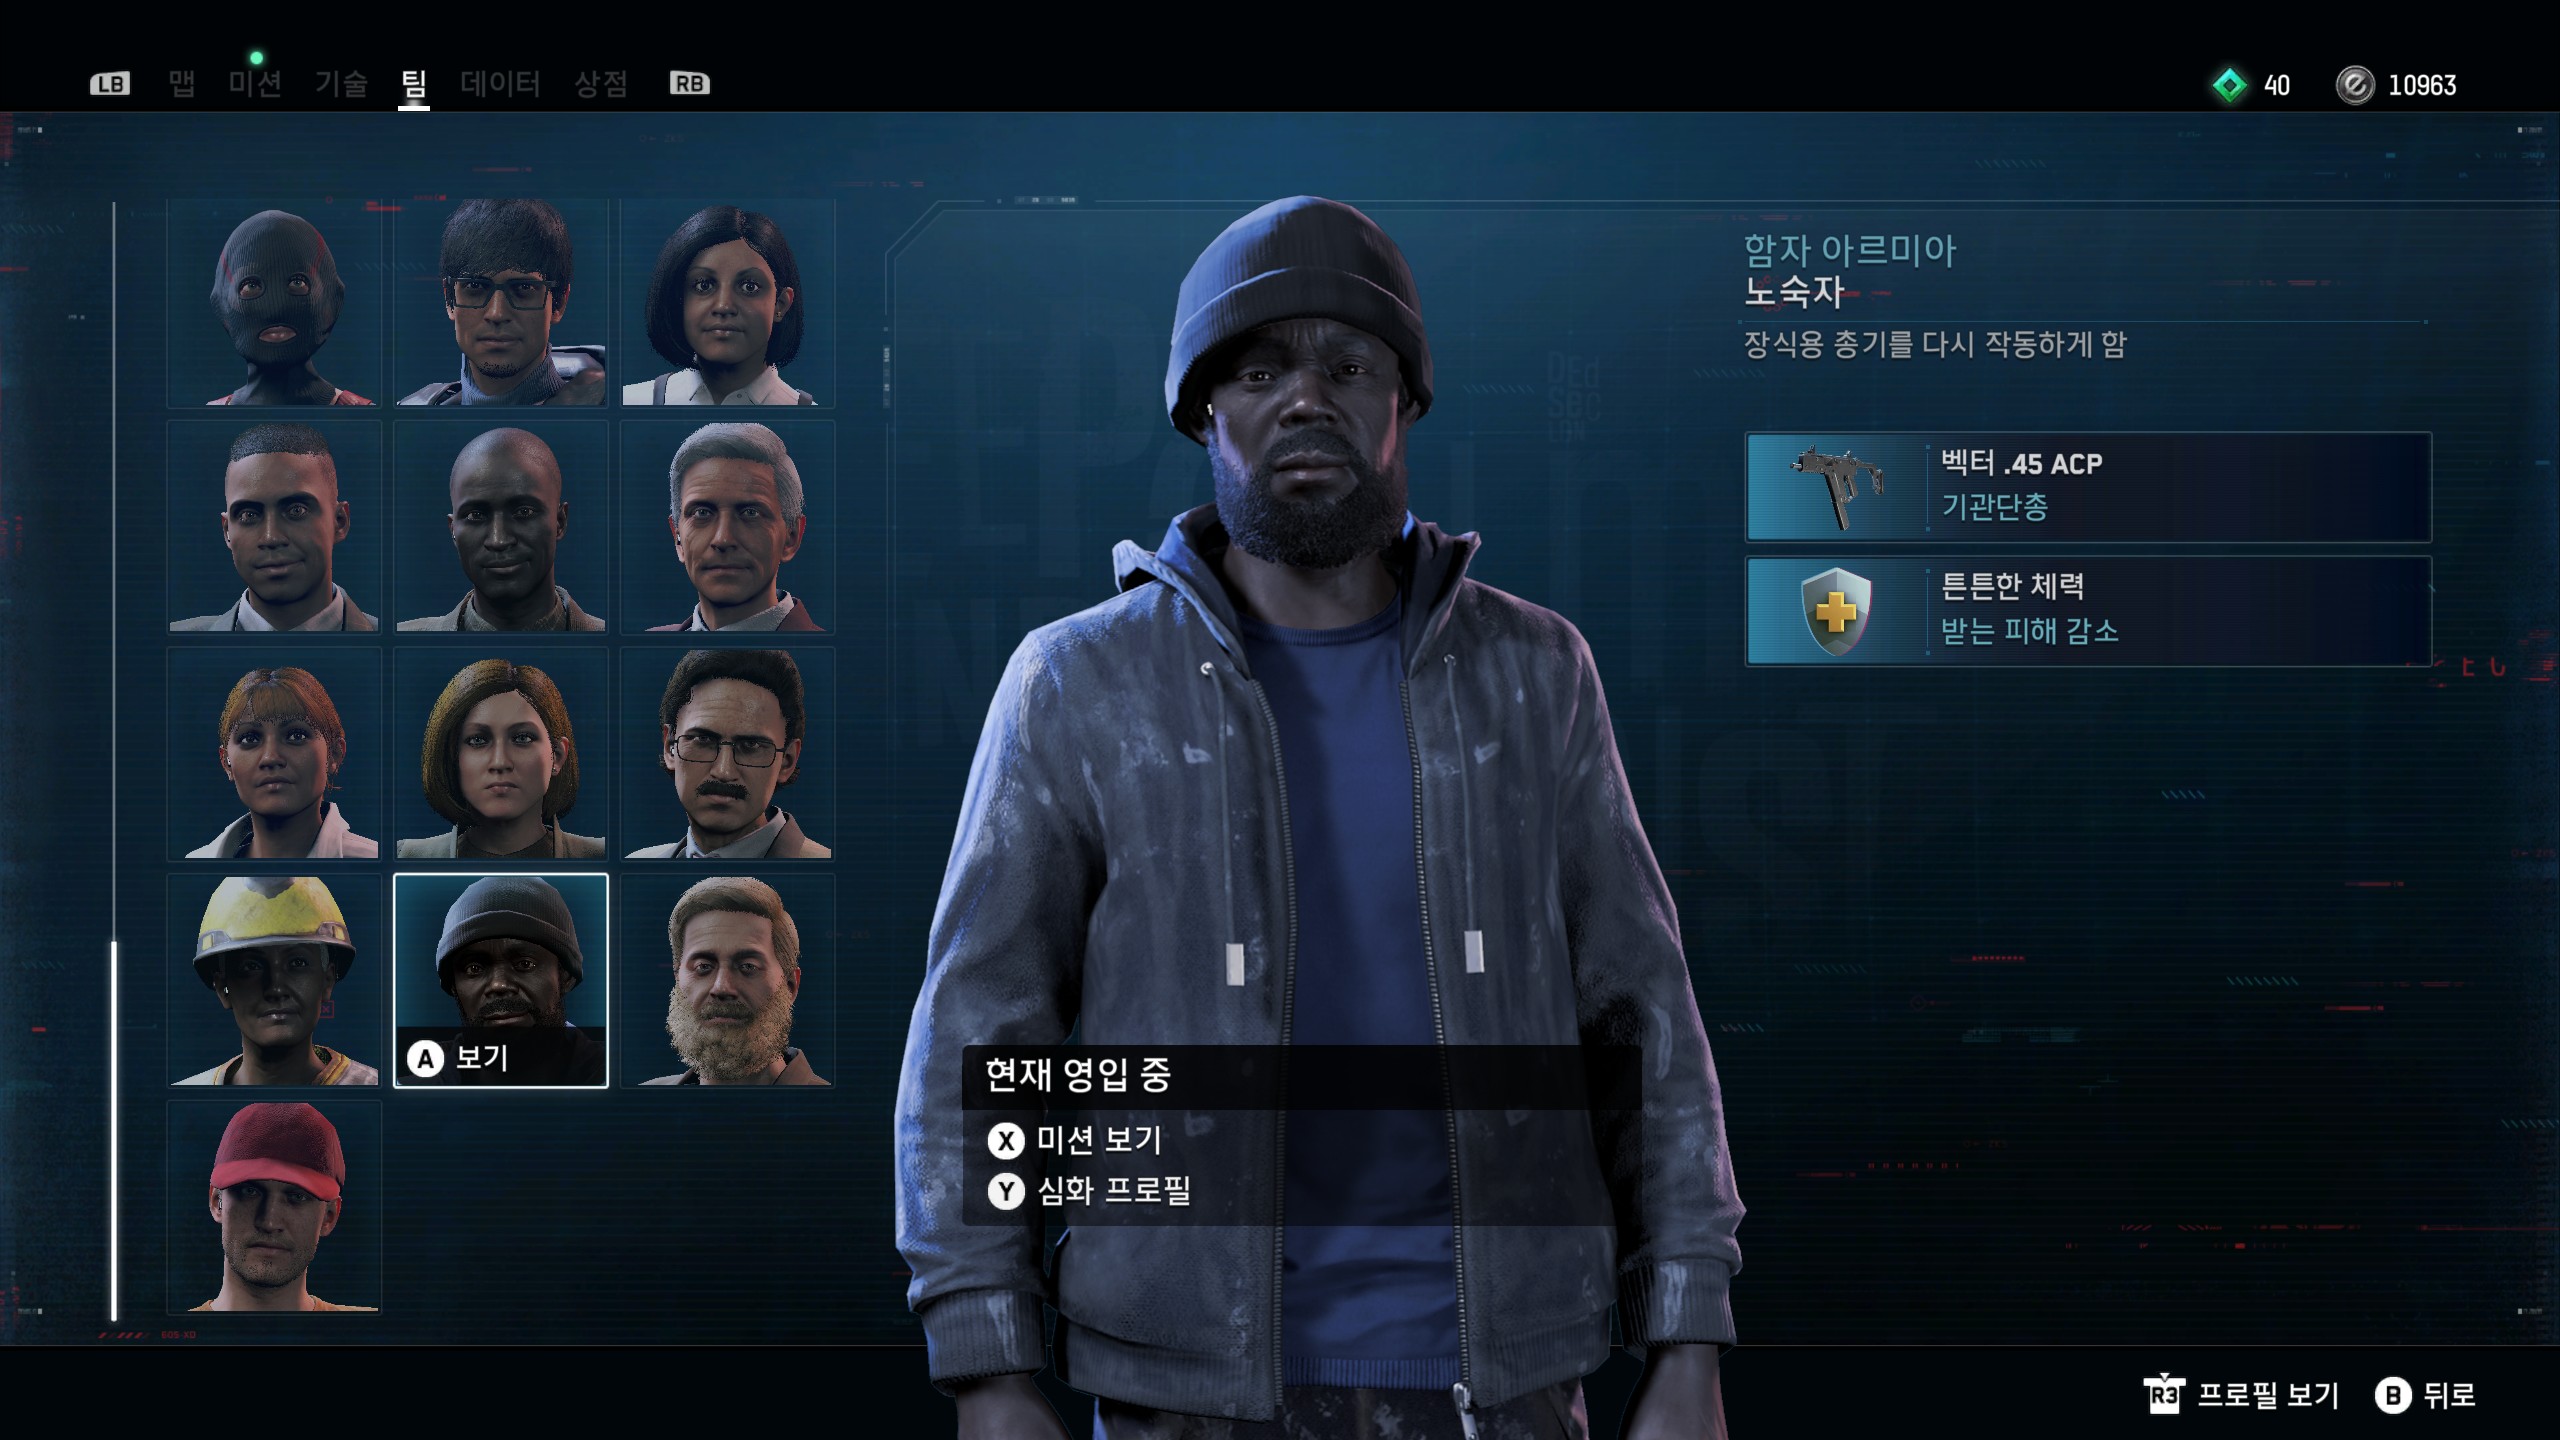 LB 맵 미션 기술 팀 데이터 상점 RB
40 10963
함자 아르미아
노숙자
장식용 총기를 다시 작동하게 함
벡터 .45 ACP
기관단총
튼튼한 체력
받는 피해 감소
A 보기
현재 영입 중
X 미션 보기
Y 심화 프로필
R3 프로필 보기 B 뒤로